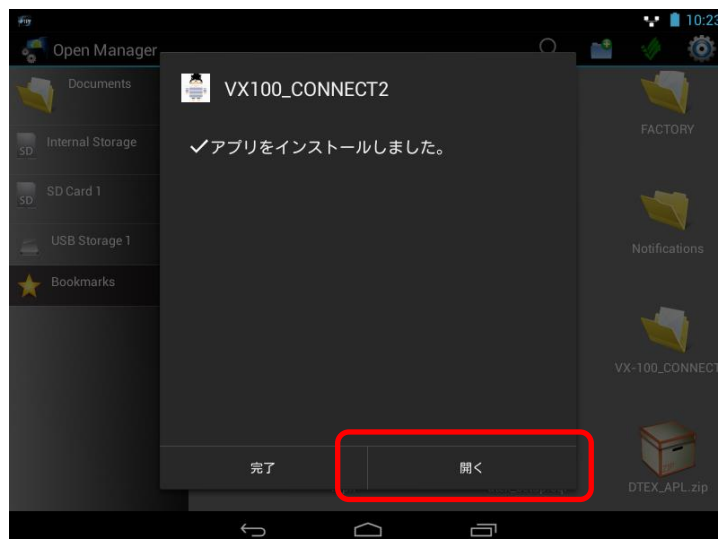 10:23
Open Manager
Documents
Internal Storage
SD
SD Card 1
SD
USB Storage 1
Bookmarks
VX100_CONNECT2
アプリをインストールしました。
完了
開く
FACTORY
Notifications
VX-100_CONNECT
DTEX_APL.zip